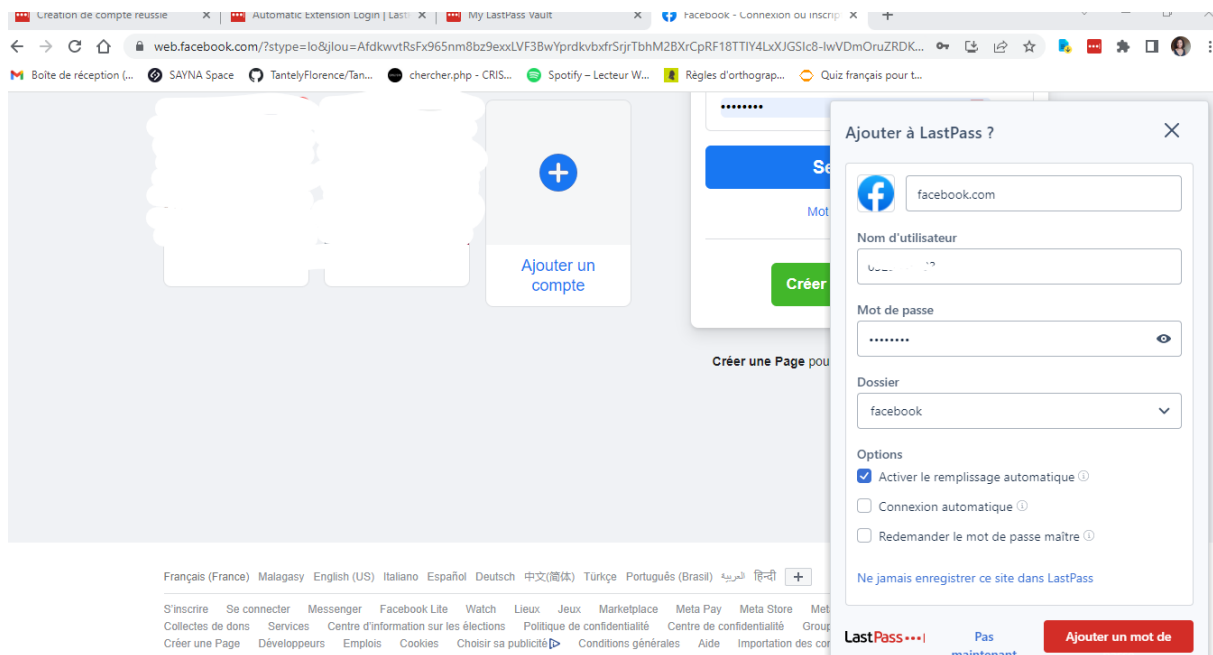 Création de compte réussie
Automatic Extension Login | Last
My LastPass Vault
Facebook - Connexion ou inscrip
web.facebook.com/?stype=lo&jlou=AfdkwvtRsFx965nm8bz9exxLVF3BwYprdkvbxfrSrjrTbhM2BXrCpRF18TTlY4LxXJGSlc8-lwVDmOruZRDK...
Boîte de réception (...
SAYNA Space
TantelyFlorence/Tan...
chercher.php - CRIS...
Spotify – Lecteur W...
Règles d'orthograp...
Quiz français pour t...
Ajouter un
compte
Se
Mot
Créer
Créer une Page pou
Ajouter à LastPass ?
facebook.com
Nom d'utilisateur
Mot de passe
Dossier
facebook
Options
Activer le remplissage automatique
Connexion automatique
Redemander le mot de passe maître
Ne jamais enregistrer ce site dans LastPass
LastPass
Pas
maintenant
Ajouter un mot de
Français (France) Malagasy English (US) Italiano Español Deutsch 中文(简体) Türkçe Português (Brasil) العربية हिन्दी
S'inscrire Se connecter Messenger Facebook Lite Watch Lieux Jeux Marketplace Meta Pay Meta Store Met
Collectes de dons Services Centre d'information sur les élections Politique de confidentialité Centre de confidentialité Group
Créer une Page Développeurs Emplois Cookies Choisir sa publicité Conditions générales Aide Importation des con